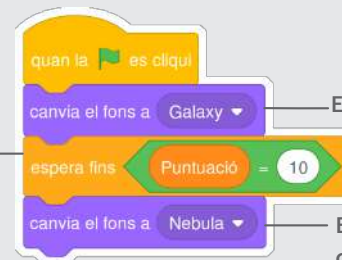 quan la es cliqui
canvia el fons a Galaxy
E
espera fins Puntuació = 10
canvia el fons a Nebula